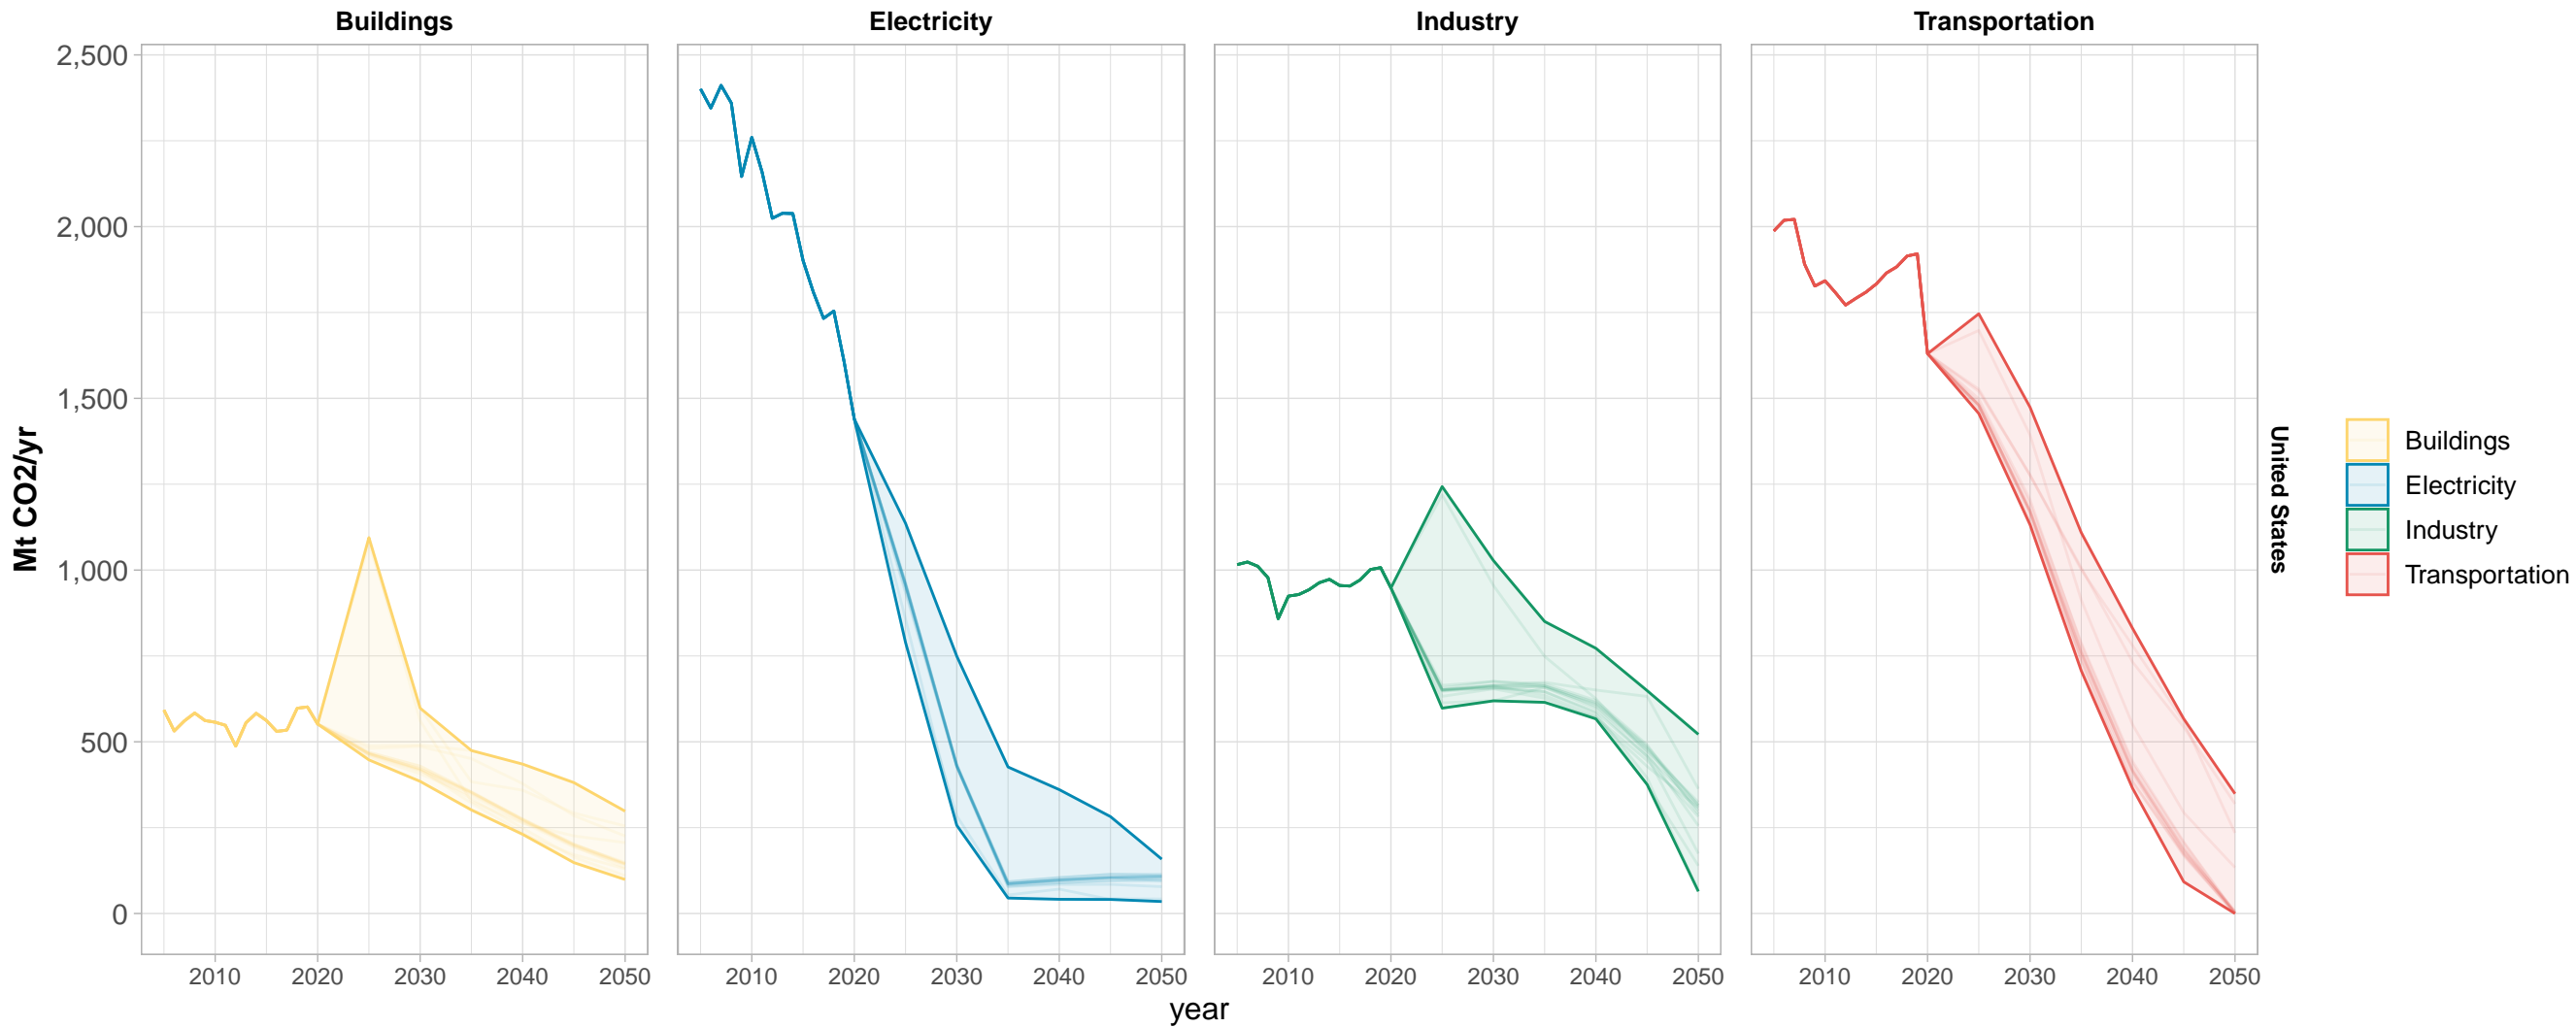 Buildings
Electricity
Industry
Transportation
2,500
2,000
1,500
1,000
500
0
Mt CO2/yr
2010 2020 2030 2040 2050
2010 2020 2030 2040 2050
2010 2020 2030 2040 2050
2010 2020 2030 2040 2050
year
United States
Buildings
Electricity
Industry
Transportation